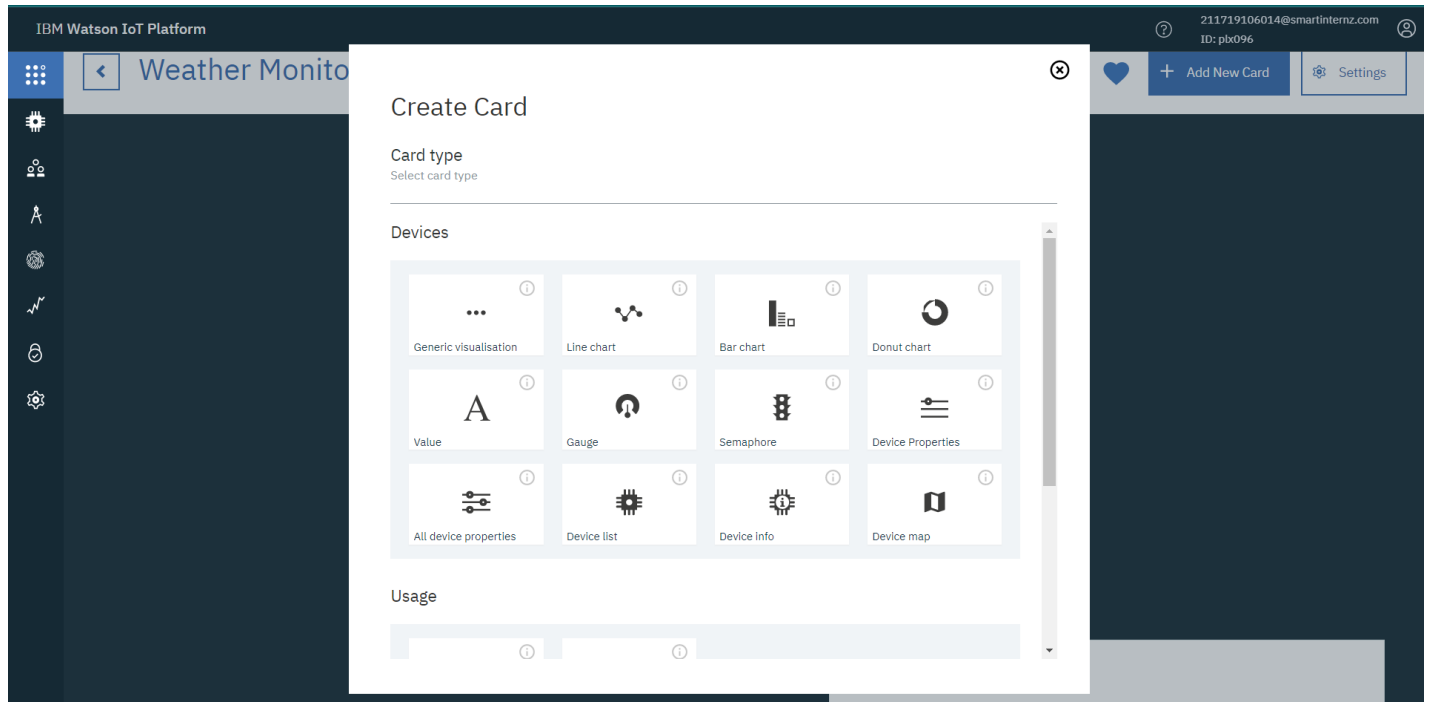 IBM Watson IoT Platform
211719106014@smartinternz.com
ID: plx096
Weather Monito
Add New Card
Settings
Create Card
Card type
Select card type
Devices
Generic visualisation
Line chart
Bar chart
Donut chart
Value
Gauge
Semaphore
Device Properties
All device properties
Device list
Device info
Device map
Usage